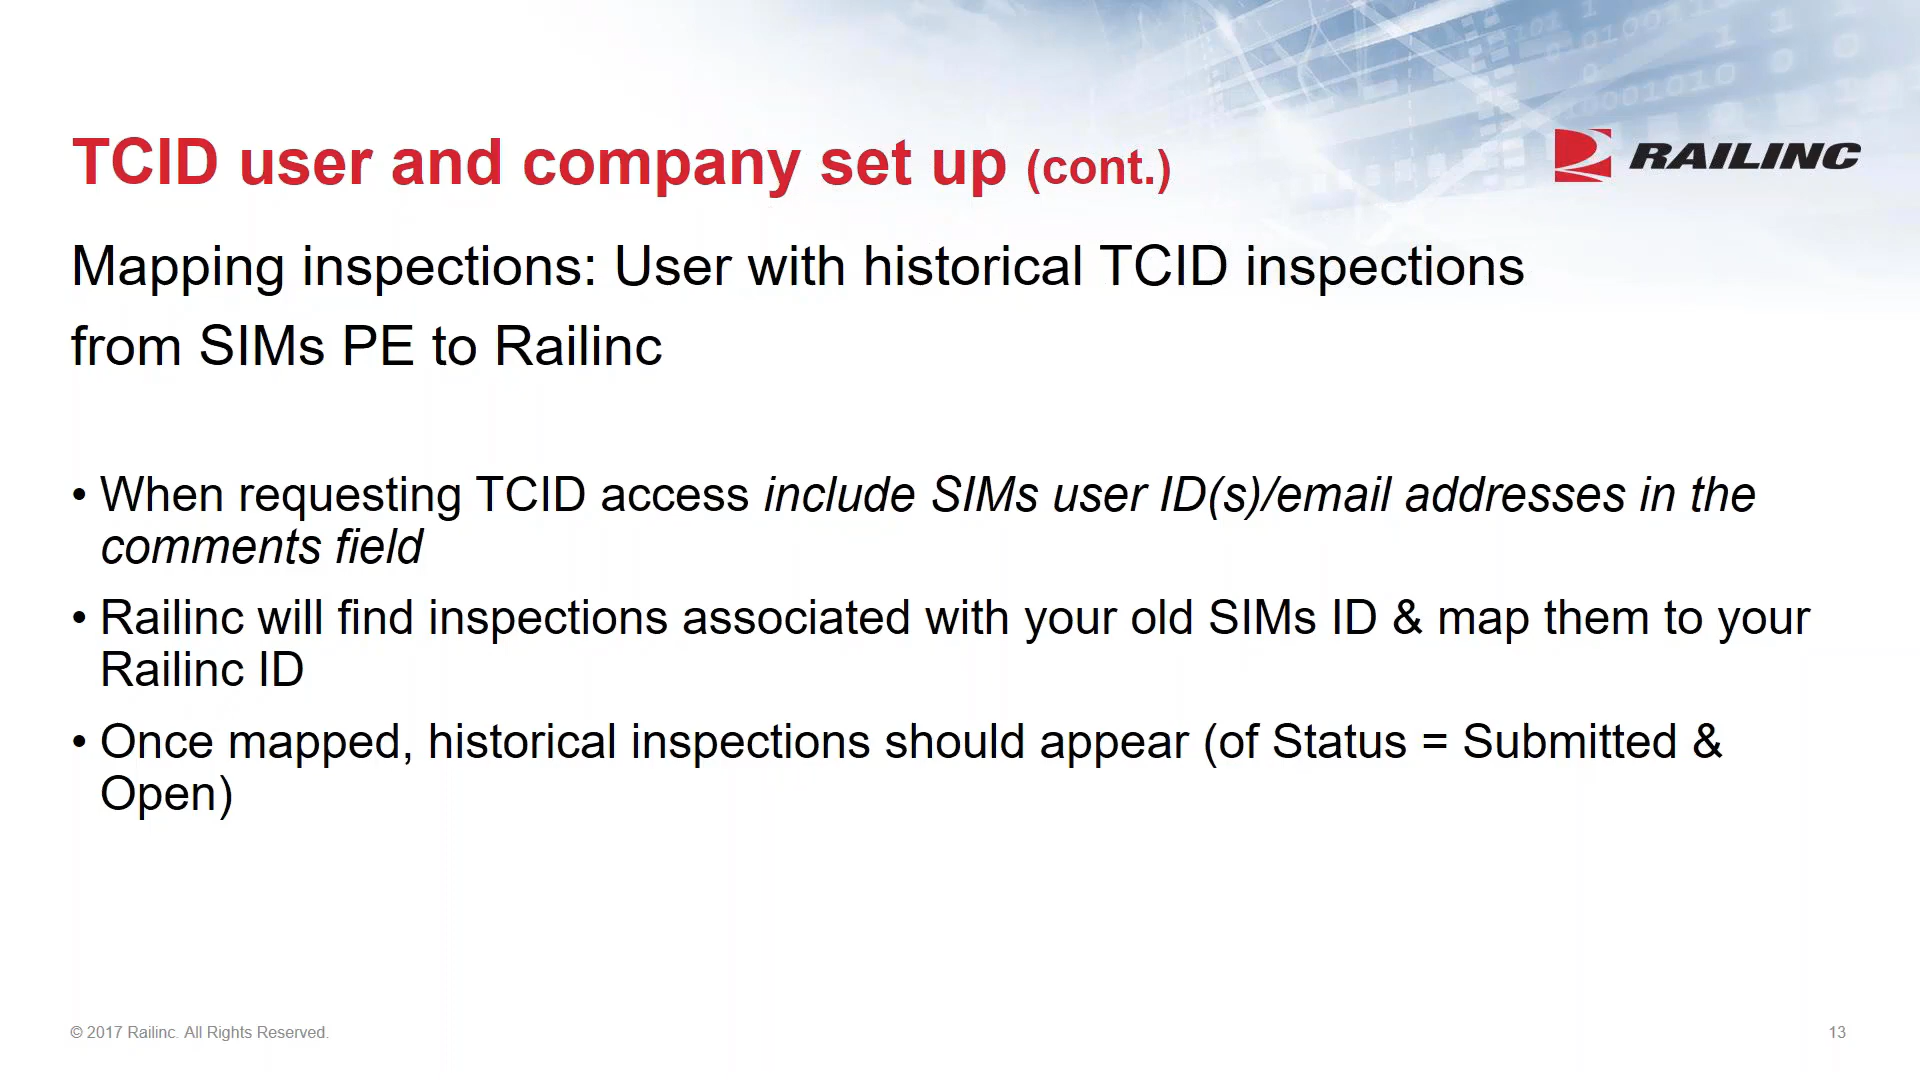 TCID user and company set up (cont.)
RAILINC
Mapping inspections: User with historical TCID inspections
from SIMs PE to Railinc
• When requesting TCID access include SIMs user ID(s)/email addresses in the
comments field
• Railinc will find inspections associated with your old SIMs ID & map them to your
Railinc ID
• Once mapped, historical inspections should appear (of Status = Submitted &
Open)
© 2017 Railinc. All Rights Reserved.
13